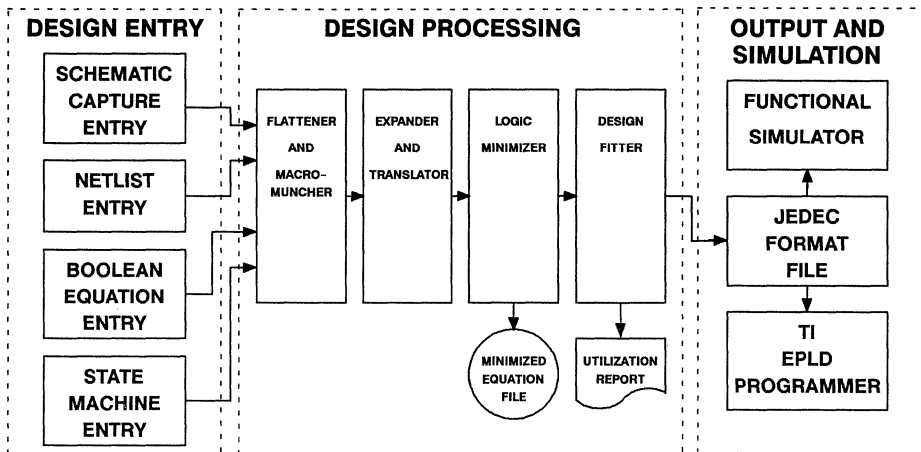 DESIGN ENTRY
SCHEMATIC
CAPTURE
ENTRY
NETLIST
ENTRY
BOOLEAN
EQUATION
ENTRY
STATE
MACHINE
ENTRY
DESIGN PROCESSING
FLATTENER
AND
MACRO-
MUNCHER
EXPANDER
AND
TRANSLATOR
LOGIC
MINIMIZER
DESIGN
FITTER
MINIMIZED
EQUATION
FILE
UTILIZATION
REPORT
OUTPUT AND
SIMULATION
FUNCTIONAL
SIMULATOR
JEDEC
FORMAT
FILE
TI
EPLD
PROGRAMMER